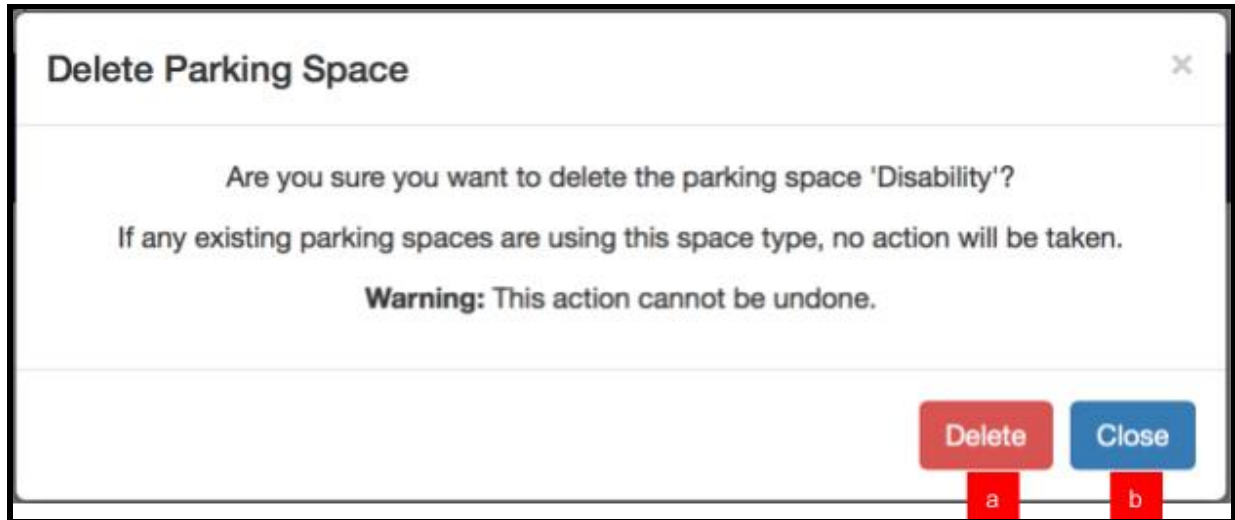 Delete Parking Space ×
Are you sure you want to delete the parking space 'Disability'?
If any existing parking spaces are using this space type, no action will be taken.
Warning: This action cannot be undone.
Delete Close
a b